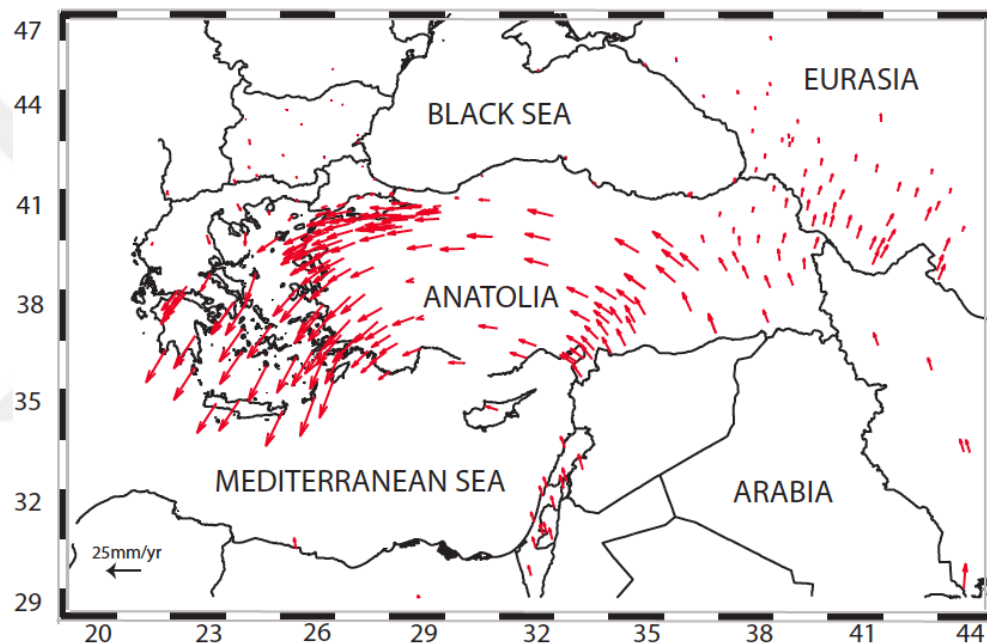 47
44
41
38
35
32
29
EURASIA
BLACK SEA
ANATOLIA
MEDITERRANEAN SEA
ARABIA
25mm/yr
20 23 26 29 32 35 38 41 44